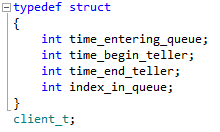 typedef struct
{
    int time_entering_queue;
    int time_begin_teller;
    int time_end_teller;
    int index_in_queue;
}
client_t;